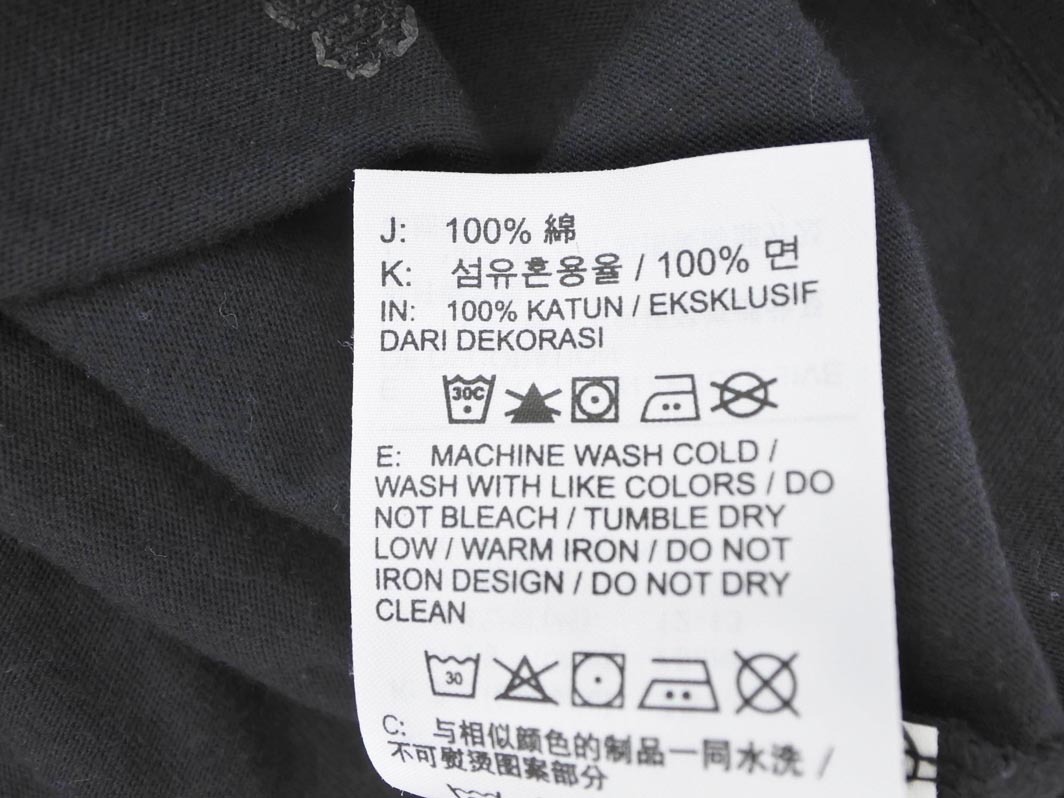 J: 100% 綿
K: 섬유혼용율 / 100% 면
IN: 100% KATUN / EKSKLUSIF
DARI DEKORASI
30C
E: MACHINE WASH COLD /
WASH WITH LIKE COLORS / DO
NOT BLEACH / TUMBLE DRY
LOW / WARM IRON / DO NOT
IRON DESIGN / DO NOT DRY
CLEAN
30
C: 与相似颜色的制品一同水洗 /
不可熨烫图案部分